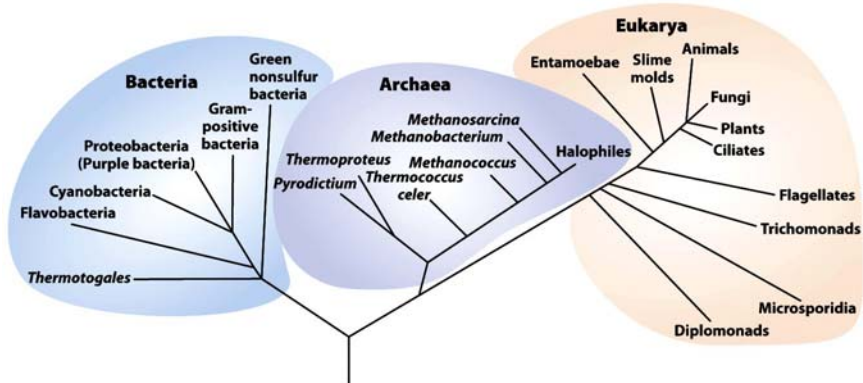 Bacteria
Green
nonsulfur
bacteria
Gram-
positive
bacteria
Proteobacteria
(Purple bacteria)
Cyanobacteria
Flavobacteria
Thermotogales
Archaea
Methanosarcina
Methanobacterium
Halophiles
Methanococcus
Thermoproteus
Thermococcus
celer
Pyrodictium
Eukarya
Entamoebae
Slime
molds
Animals
Fungi
Plants
Ciliates
Flagellates
Trichomonads
Microsporidia
Diplomonads